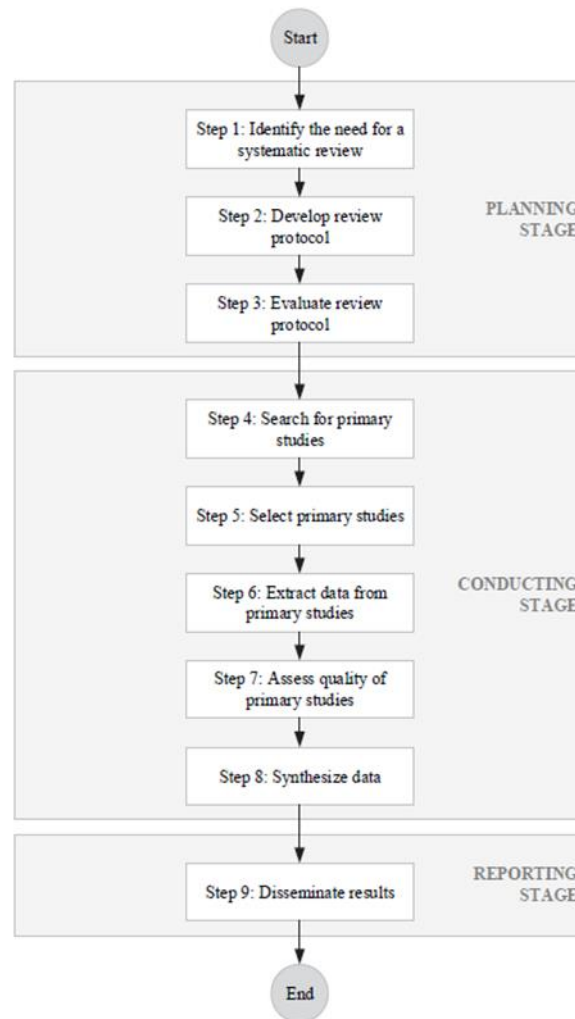 Start
Step 1: Identify the need for a
systematic review
Step 2: Develop review
protocol
PLANNING
STAGE
Step 3: Evaluate review
protocol
Step 4: Search for primary
studies
Step 5: Select primary studies
Step 6: Extract data from
primary studies
CONDUCTING
STAGE
Step 7: Assess quality of
primary studies
Step 8: Synthesize data
Step 9: Disseminate results
REPORTING
STAGE
End